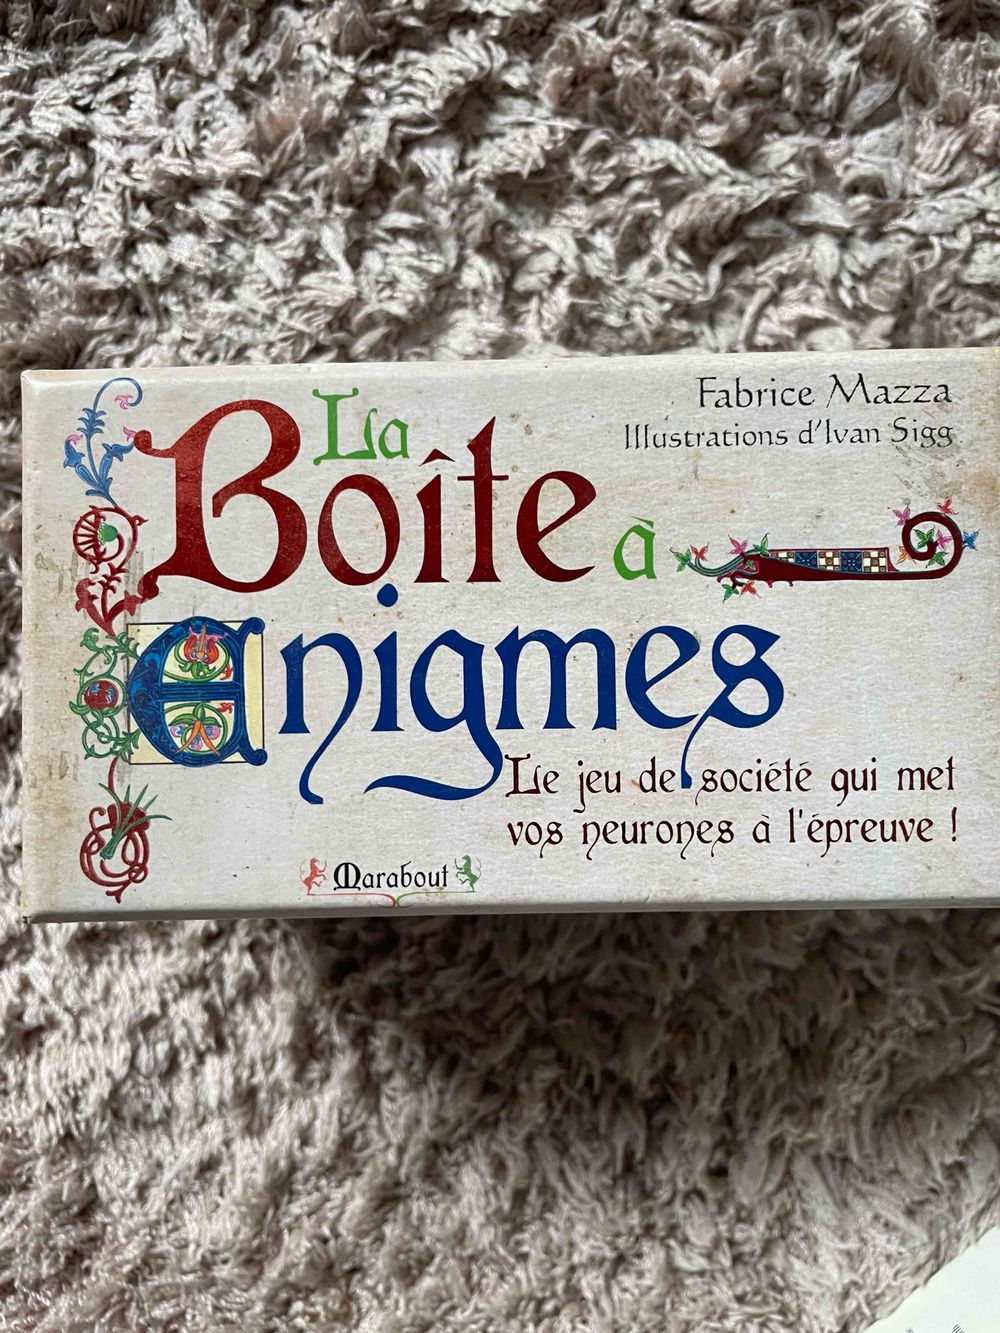 Fabrice Mazza
Illustrations d'Ivan Sigg
La
Boîte à
Enigmes
Le jeu de société qui met
vos neurones à l'épreuve !
Marabout